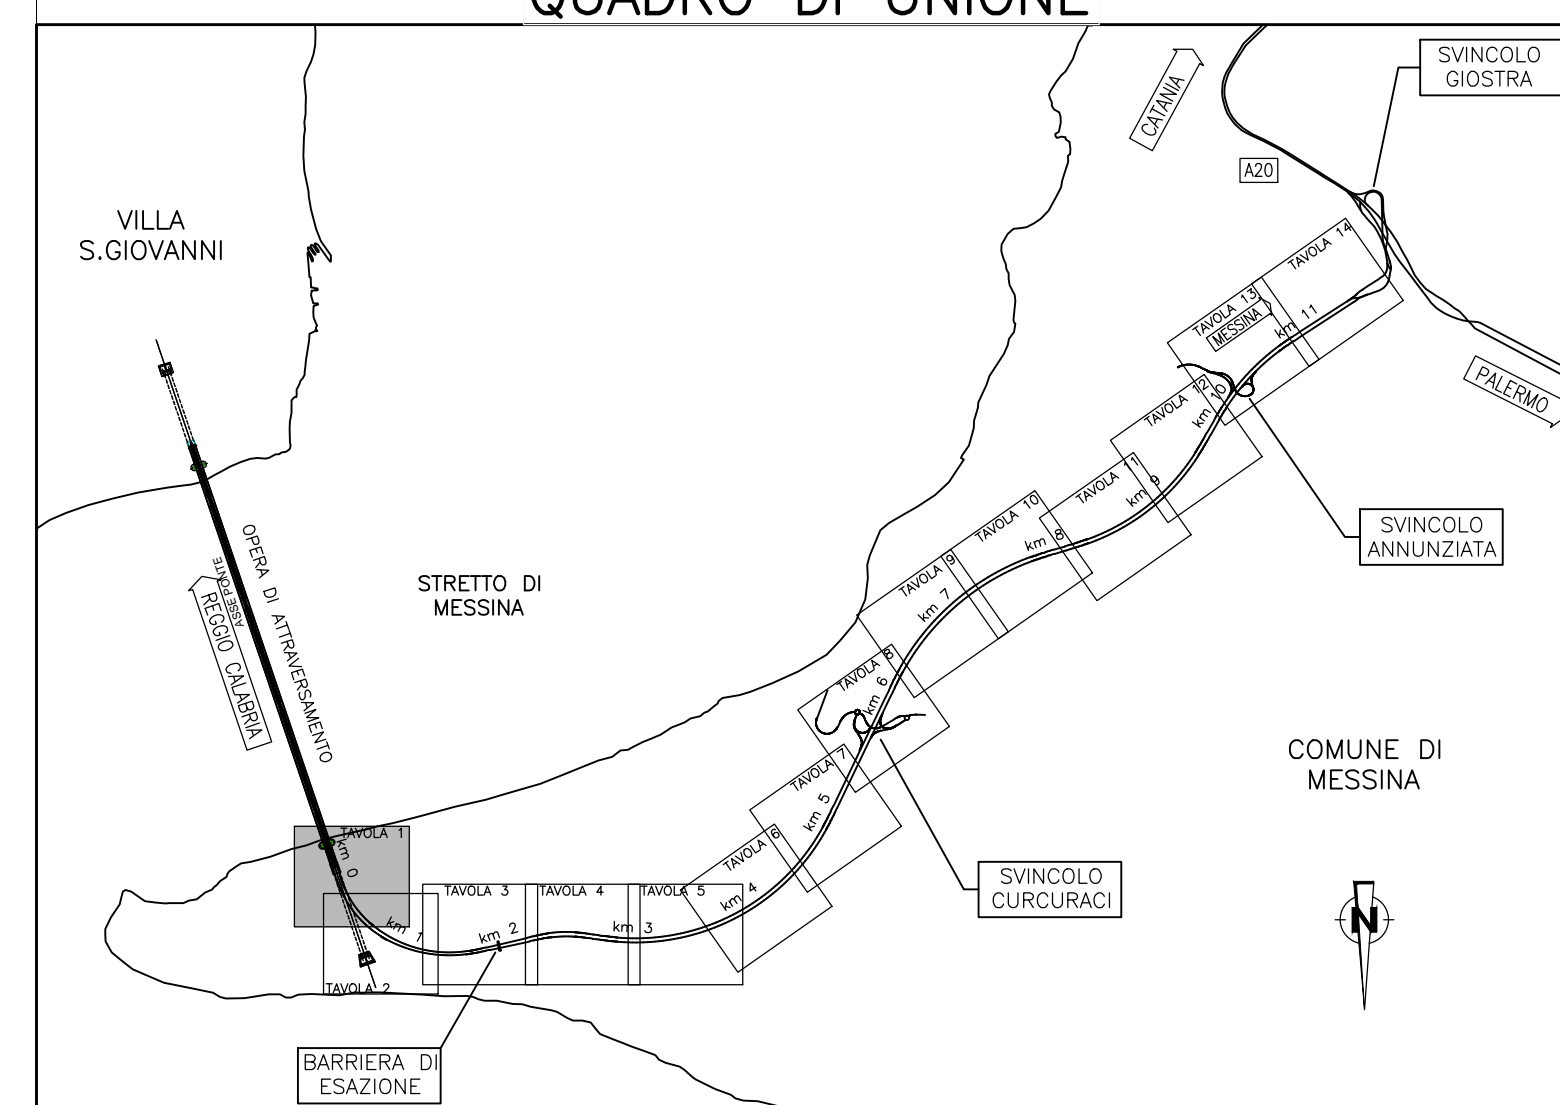 QUADRO DI UNIONE
SVINCOLO
GIOSTRA
CATANIA
A20
VILLA
S.GIOVANNI
TAVOLA 14
TAVOLA 13
MESSINA
km 11
PALERMO
TAVOLA 12
km 10
TAVOLA 11
km 9
TAVOLA 10
km 8
SVINCOLO
ANNUNZIATA
OPERA DI ATTRAVERSAMENTO
ASSE PONTE
REGGIO CALABRIA
STRETTO DI
MESSINA
TAVOLA 9
km 7
TAVOLA 8
km 6
COMUNE DI
MESSINA
TAVOLA 7
km 5
TAVOLA 6
km 4
TAVOLA 1
km 0
SVINCOLO
CURCURACI
TAVOLA 3
TAVOLA 4
TAVOLA 5
km 1
km 2
km 3
N
TAVOLA 2
BARRIERA DI
ESAZIONE